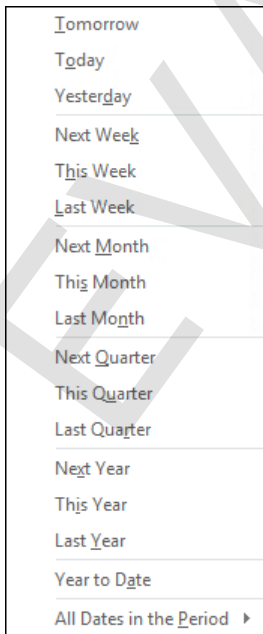 Tomorrow
Today
Yesterday
Next Week
This Week
Last Week
Next Month
This Month
Last Month
Next Quarter
This Quarter
Last Quarter
Next Year
This Year
Last Year
Year to Date
All Dates in the Period